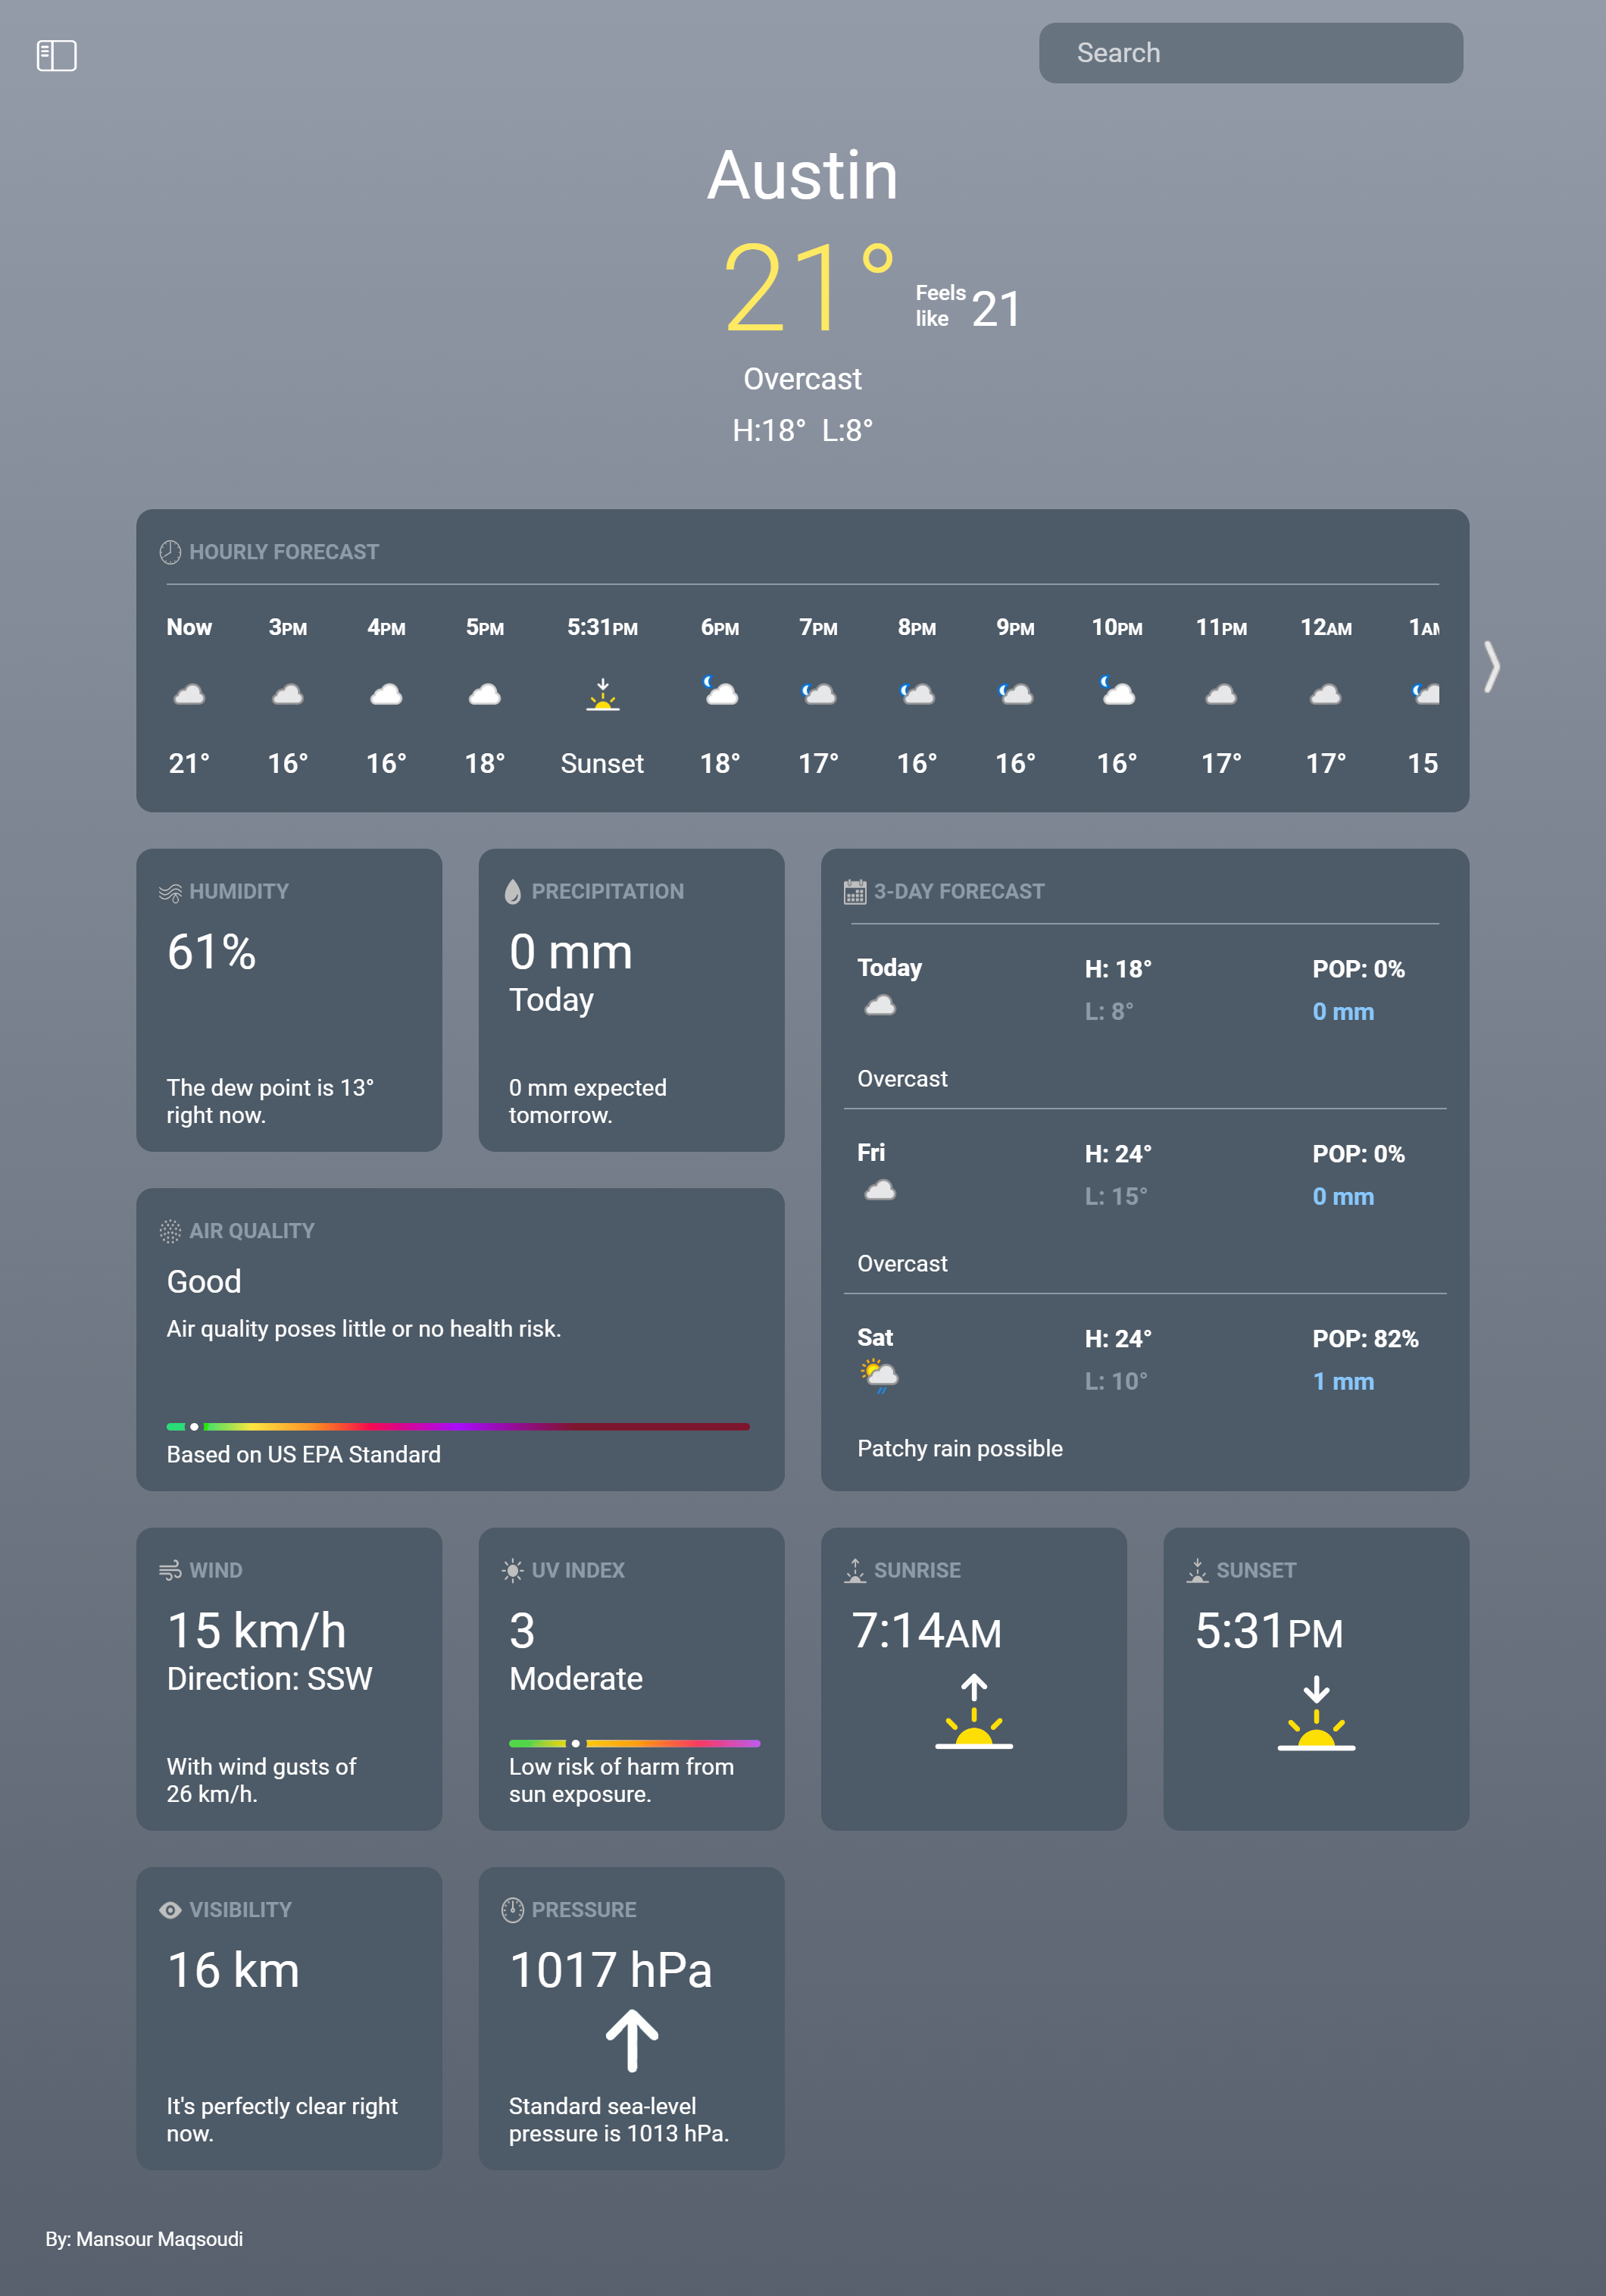 Search
Austin
21°
Feels
like
21
Overcast
H:18° L:8°
HOURLY FORECAST
Now 3PM 4PM 5PM 5:31PM 6PM 7PM 8PM 9PM 10PM 11PM 12AM 1AM
21° 16° 16° 18° Sunset 18° 17° 16° 16° 16° 17° 17° 15
HUMIDITY
61%
The dew point is 13°
right now.
PRECIPITATION
0 mm
Today
0 mm expected
tomorrow.
3-DAY FORECAST
Today H: 18° POP: 0%
L: 8° 0 mm
Overcast
Fri H: 24° POP: 0%
L: 15° 0 mm
Overcast
Sat H: 24° POP: 82%
L: 10° 1 mm
Patchy rain possible
AIR QUALITY
Good
Air quality poses little or no health risk.
Based on US EPA Standard
WIND
15 km/h
Direction: SSW
With wind gusts of
26 km/h.
UV INDEX
3
Moderate
Low risk of harm from
sun exposure.
SUNRISE
7:14AM
SUNSET
5:31PM
VISIBILITY
16 km
It's perfectly clear right
now.
PRESSURE
1017 hPa
Standard sea-level
pressure is 1013 hPa.
By: Mansour Maqsoudi